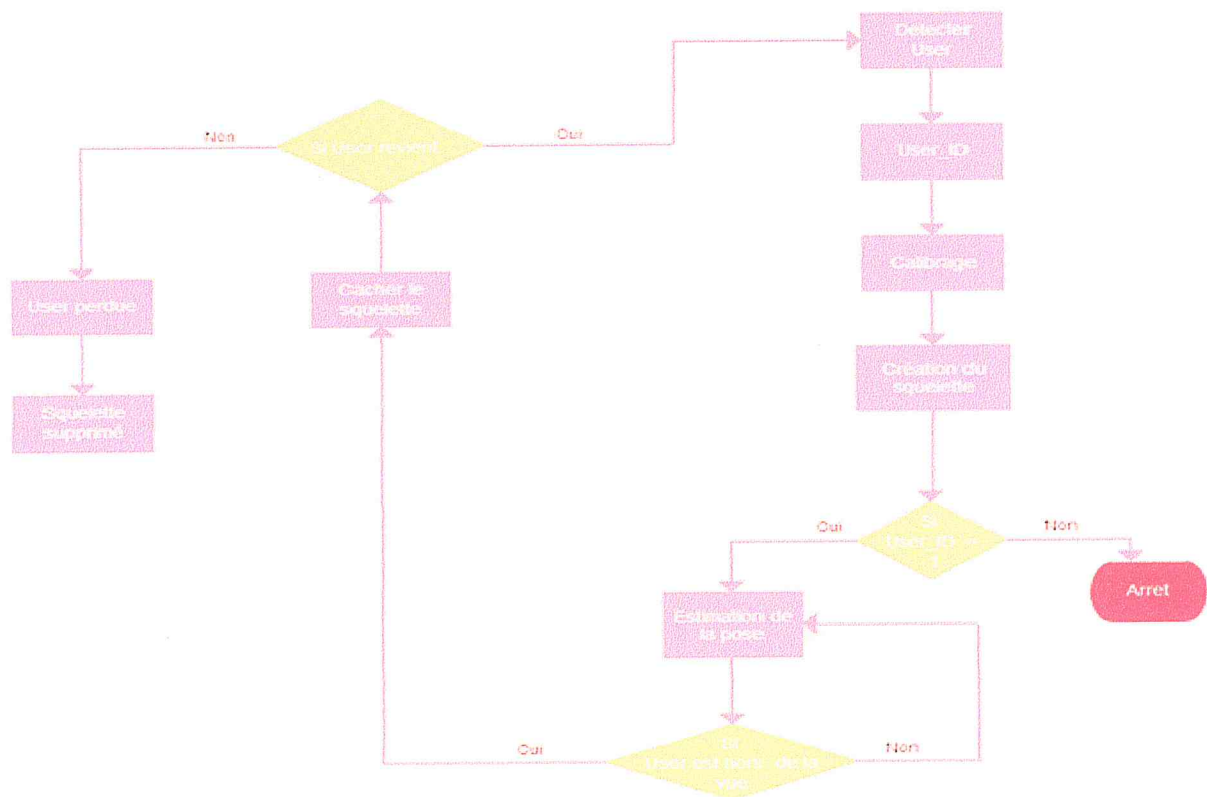 Détecter
User
Non
Si User revient
Oui
User_ID
Calibrage
User perdue
Cacher le
squelette
Création du
squelette
Squelette
supprimé
Oui
Si
User_ID =
1
Non
Arret
Estimation de
la pose
Oui
Si
User est hors de la
vue
Non